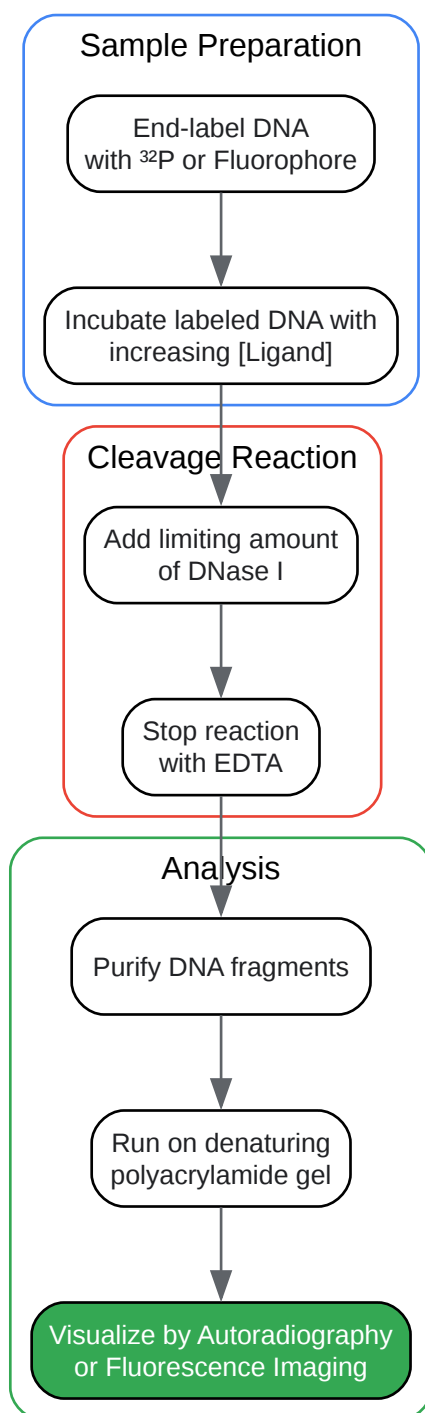 Sample Preparation
End-label DNA
with ³²P or Fluorophore
Incubate labeled DNA with
increasing [Ligand]
Cleavage Reaction
Add limiting amount
of DNase I
Stop reaction
with EDTA
Analysis
Purify DNA fragments
Run on denaturing
polyacrylamide gel
Visualize by Autoradiography
or Fluorescence Imaging